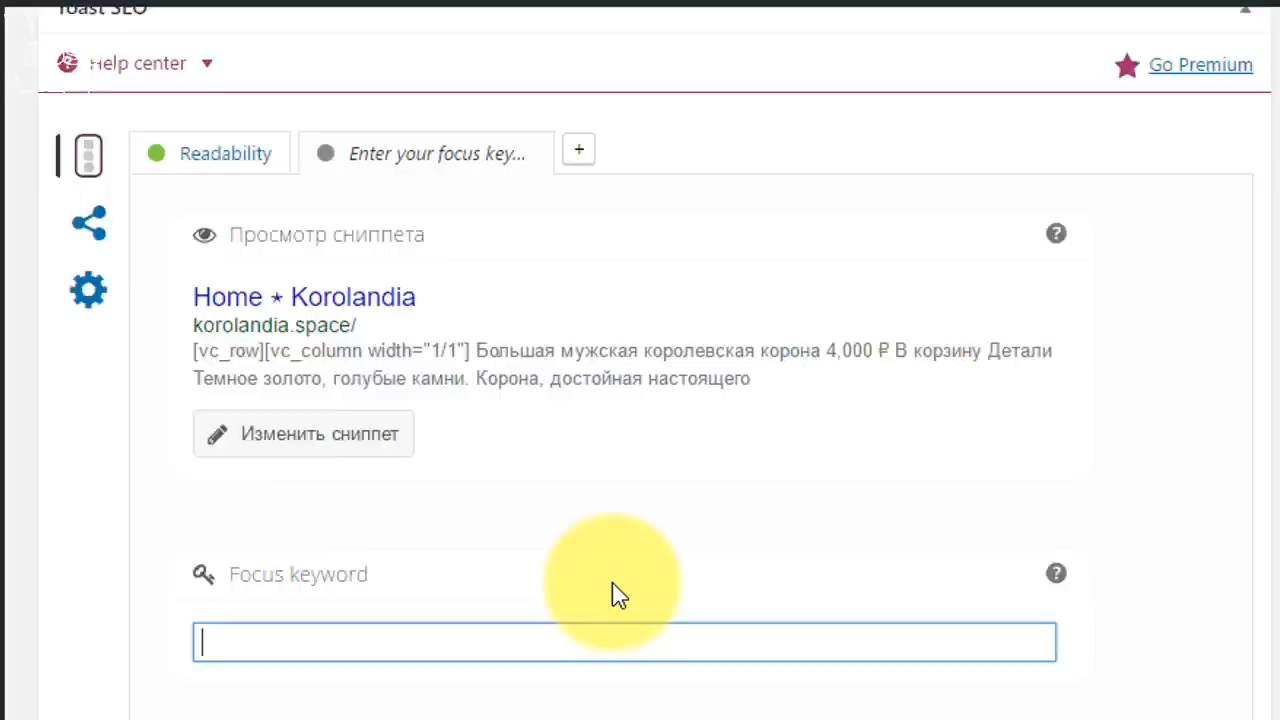 Yoast SEO
Help center
Go Premium
Readability
Enter your focus key...
+
Просмотр сниппета
?
Home ⋆ Korolandia
korolandia.space/
[vc_row][vc_column width="1/1"] Большая мужская королевская корона 4,000 ₽ В корзину Детали
Темное золото, голубые камни. Корона, достойная настоящего
Изменить сниппет
Focus keyword
?